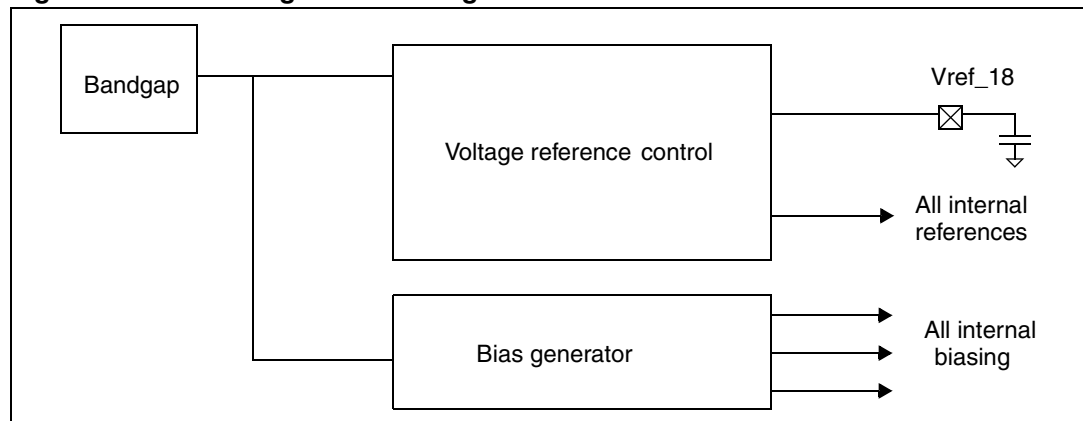 Bandgap
Vref_18
Voltage reference control
All internal
references
Bias generator
All internal
biasing